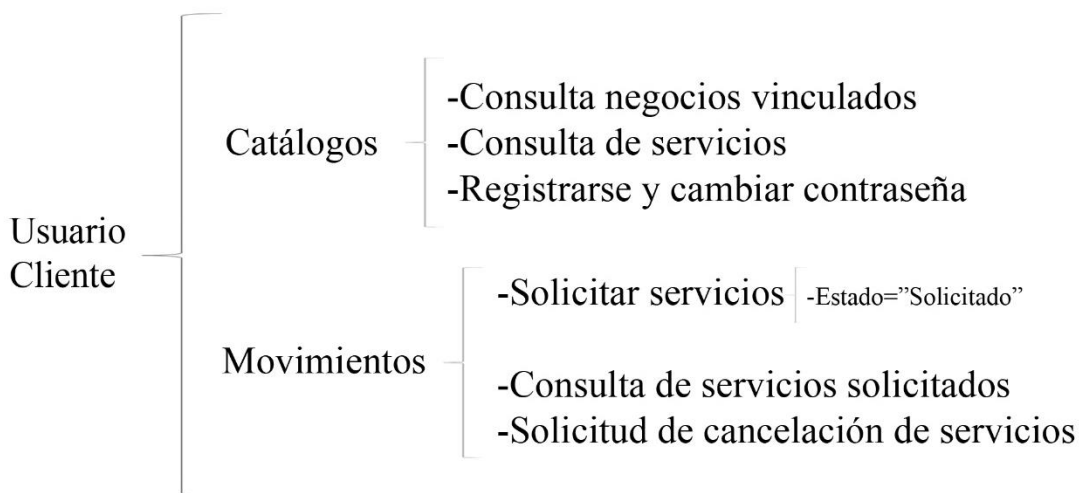 Usuario
Cliente
Catálogos
-Consulta negocios vinculados
-Consulta de servicios
-Registrarse y cambiar contraseña
Movimientos
-Solicitar servicios
-Estado=”Solicitado”
-Consulta de servicios solicitados
-Solicitud de cancelación de servicios